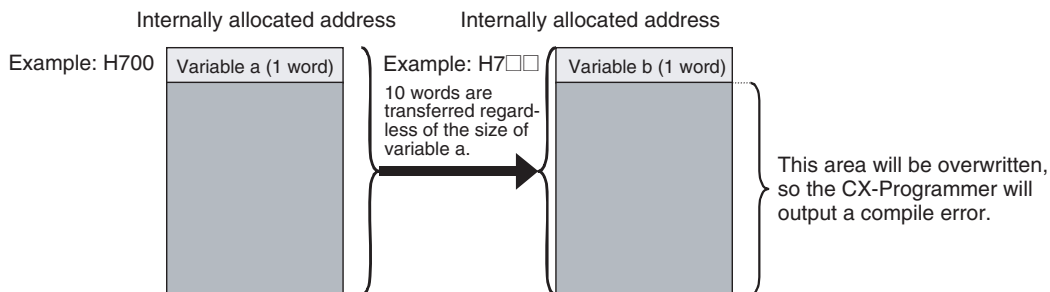 Internally allocated address
Internally allocated address
Example: H700
Variable a (1 word)
Example: H7□□
Variable b (1 word)
10 words are
transferred regard-
less of the size of
variable a.
This area will be overwritten,
so the CX-Programmer will
output a compile error.